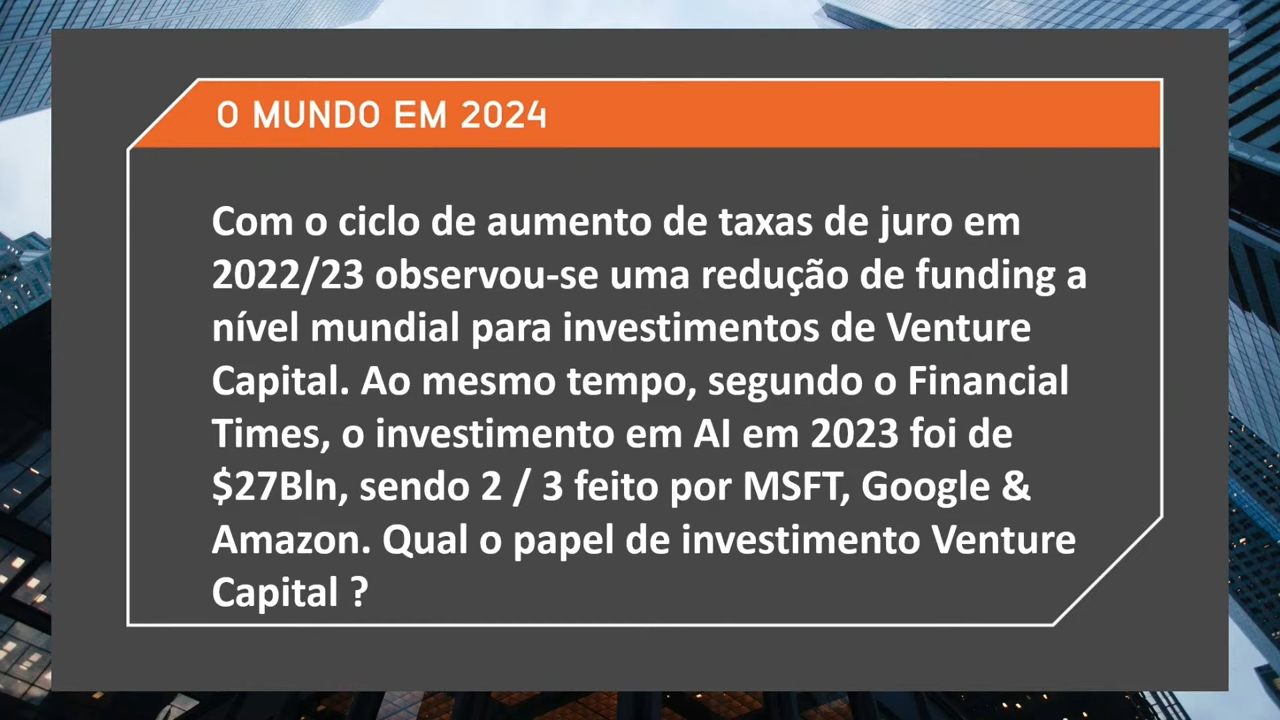 O MUNDO EM 2024
Com o ciclo de aumento de taxas de juro em
2022/23 observou-se uma redução de funding a
nível mundial para investimentos de Venture
Capital. Ao mesmo tempo, segundo o Financial
Times, o investimento em AI em 2023 foi de
$27Bln, sendo 2 / 3 feito por MSFT, Google &
Amazon. Qual o papel de investimento Venture
Capital ?